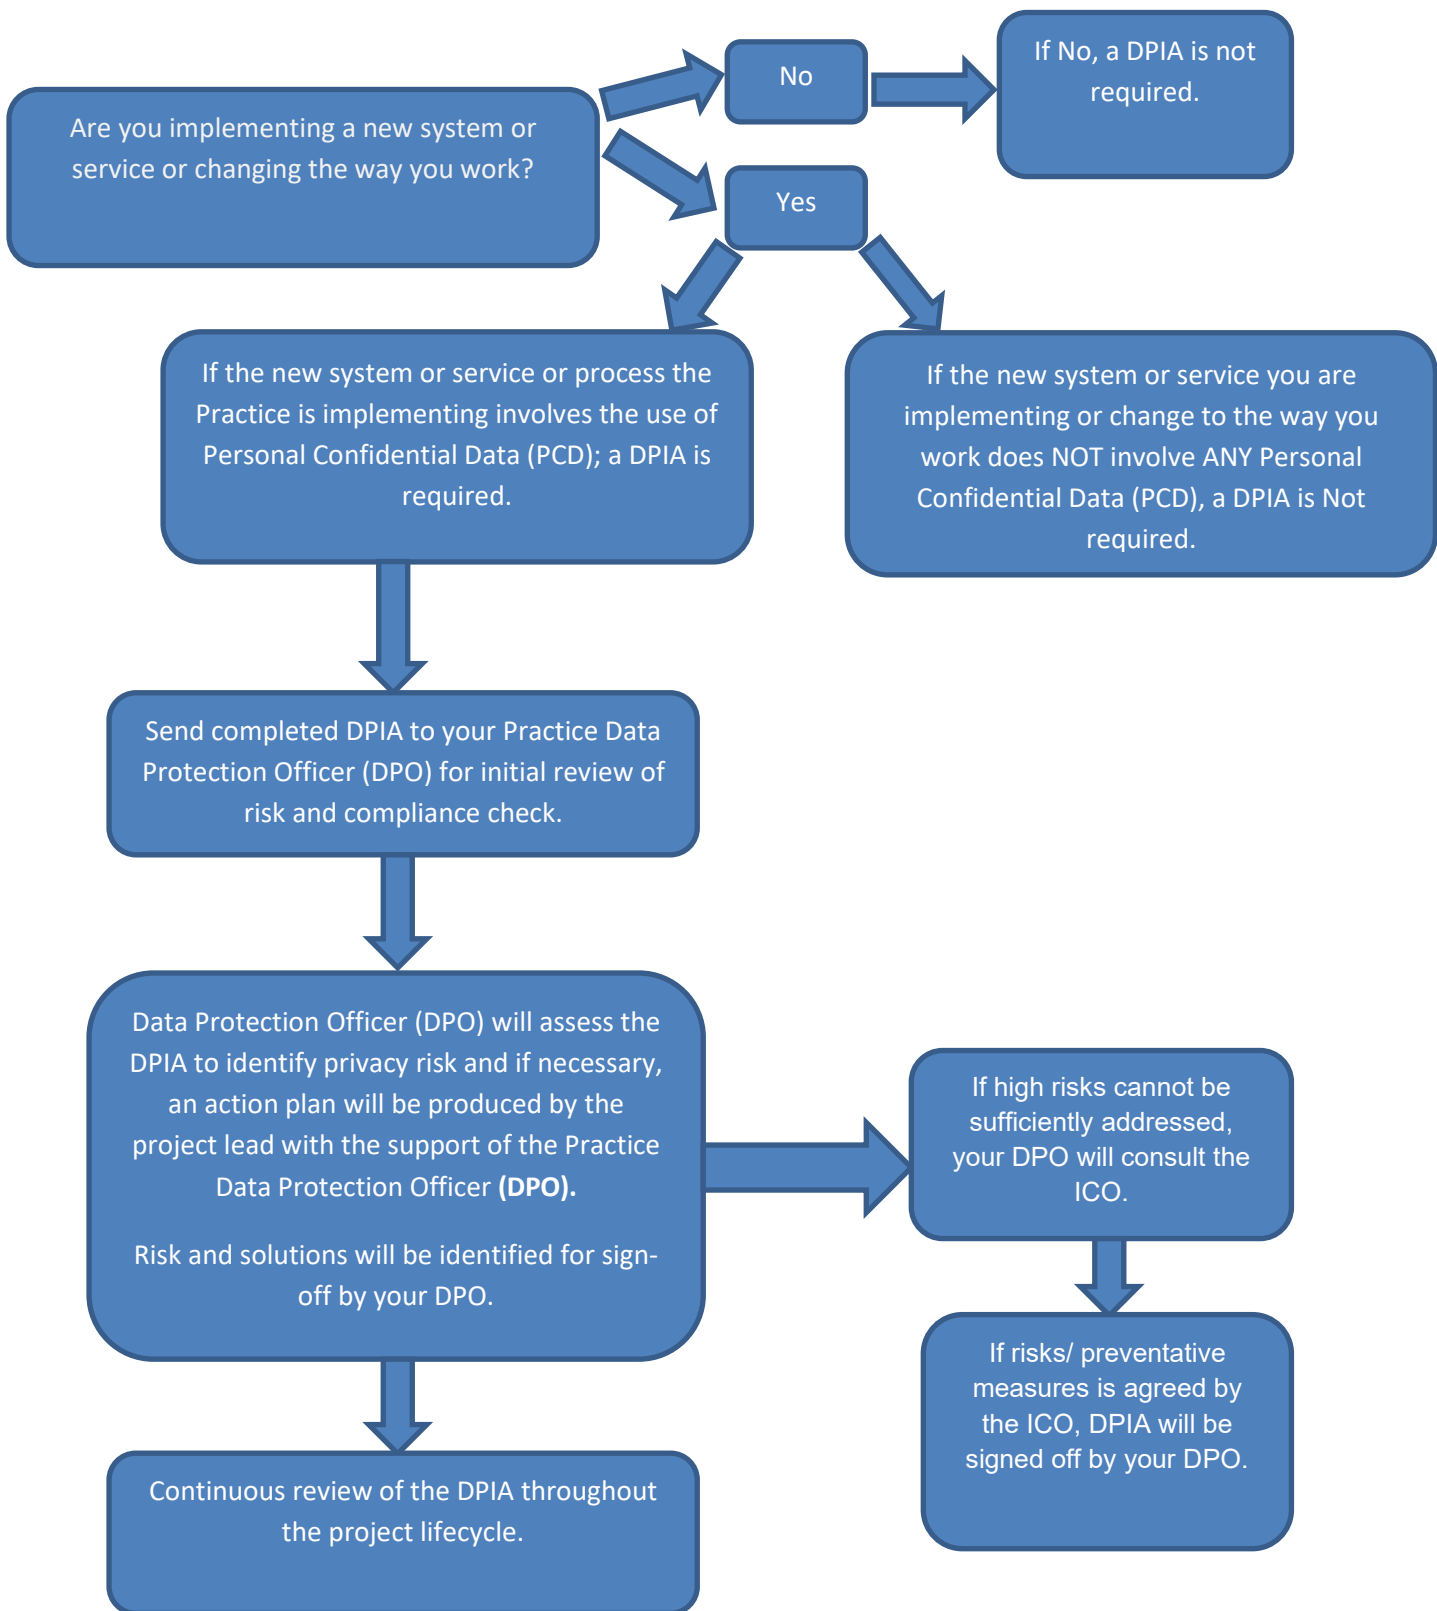 Are you implementing a new system or
service or changing the way you work?
No
If No, a DPIA is not
required.
Yes
If the new system or service or process the
Practice is implementing involves the use of
Personal Confidential Data (PCD); a DPIA is
required.
If the new system or service you are
implementing or change to the way you
work does NOT involve ANY Personal
Confidential Data (PCD), a DPIA is Not
required.
Send completed DPIA to your Practice Data
Protection Officer (DPO) for initial review of
risk and compliance check.
Data Protection Officer (DPO) will assess the
DPIA to identify privacy risk and if necessary,
an action plan will be produced by the
project lead with the support of the Practice
Data Protection Officer (DPO).
Risk and solutions will be identified for sign-
off by your DPO.
If high risks cannot be
sufficiently addressed,
your DPO will consult the
ICO.
If risks/ preventative
measures is agreed by
the ICO, DPIA will be
signed off by your DPO.
Continuous review of the DPIA throughout
the project lifecycle.